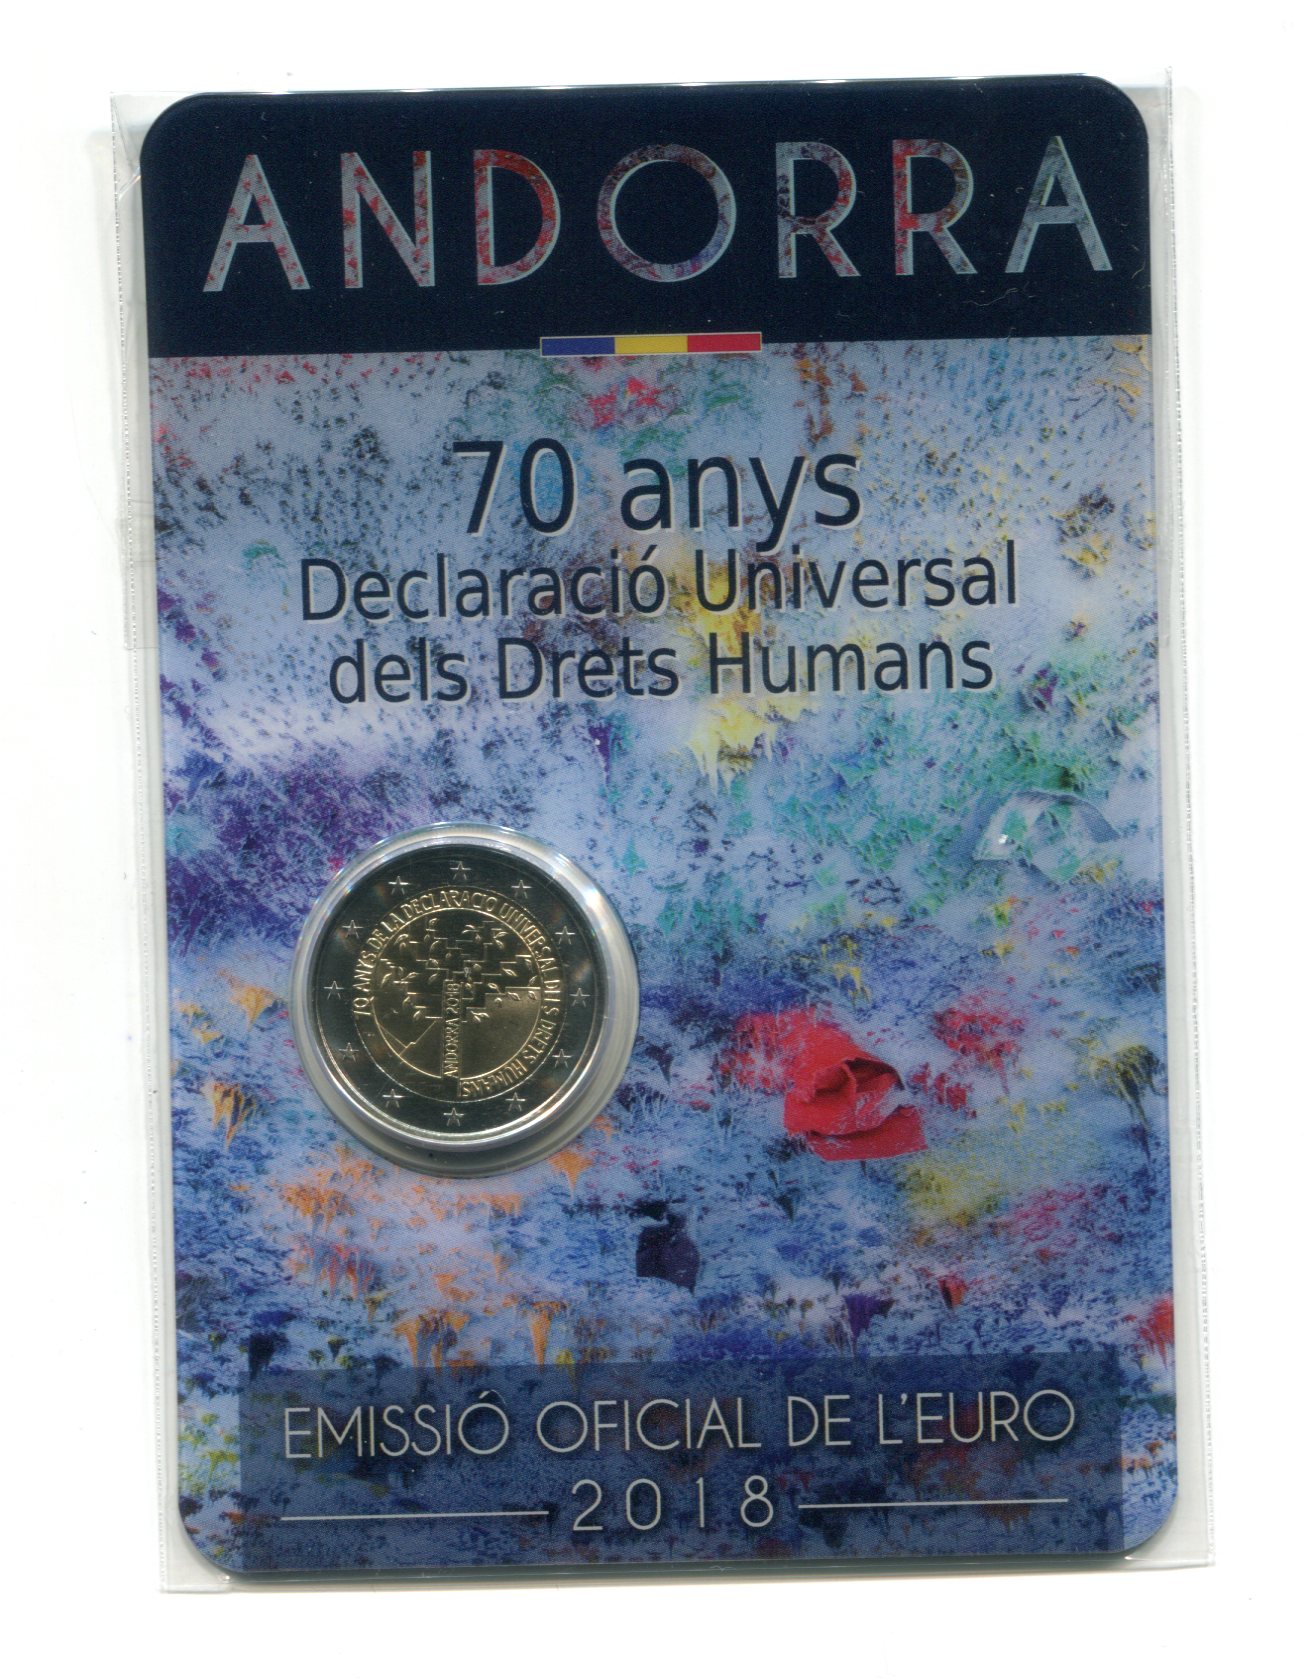 ANDORRA
70 anys
Declaració Universal
dels Drets Humans
70 ANYS DE LA DECLARACIÓ UNIVERSAL DELS DRETS HUMANS
ANDORRA 2018
EMISSIÓ OFICIAL DE L'EURO
2018